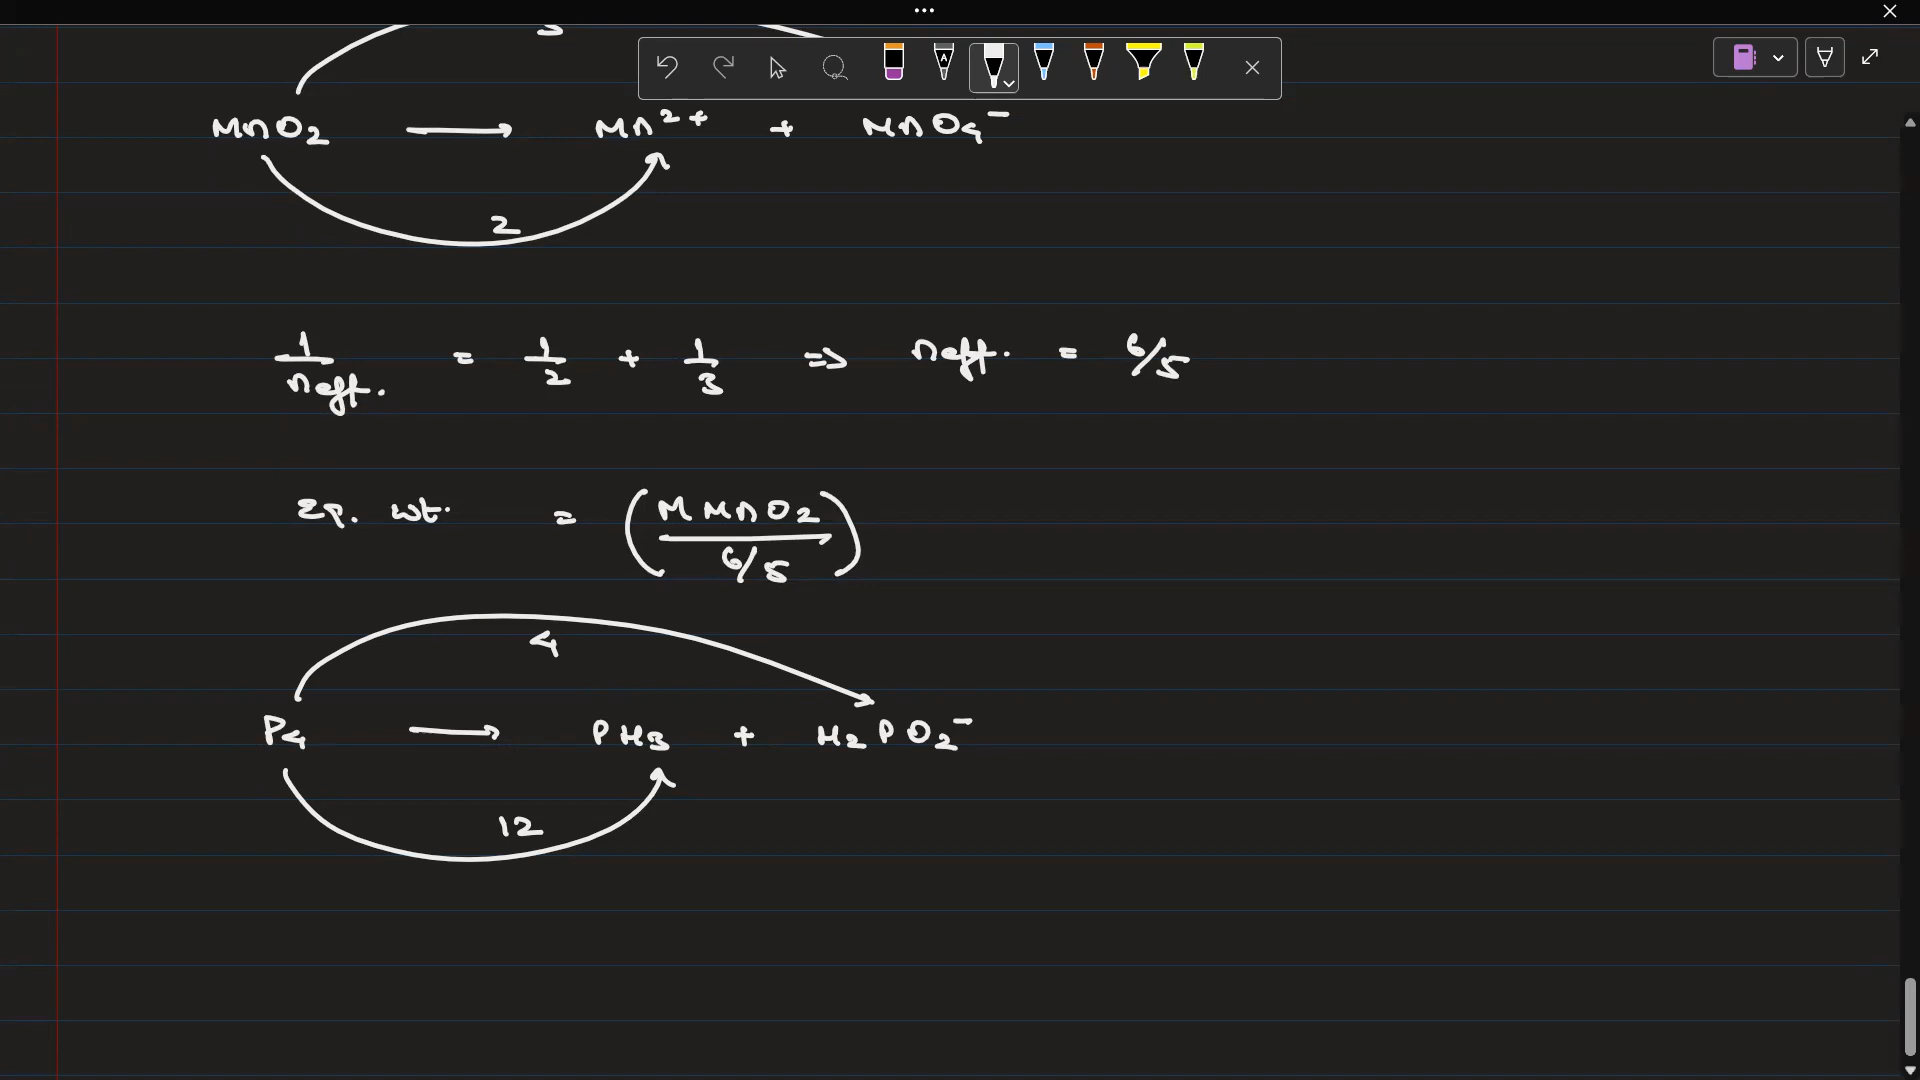 3
MnO2 ⟶ Mn²⁺ + MnO4⁻
2
1/neff. = 1/2 + 1/3 => neff. = 6/5
Eq. wt. = (M MnO2 / 6/5)
4
P4 ⟶ PH3 + H2PO2⁻
12